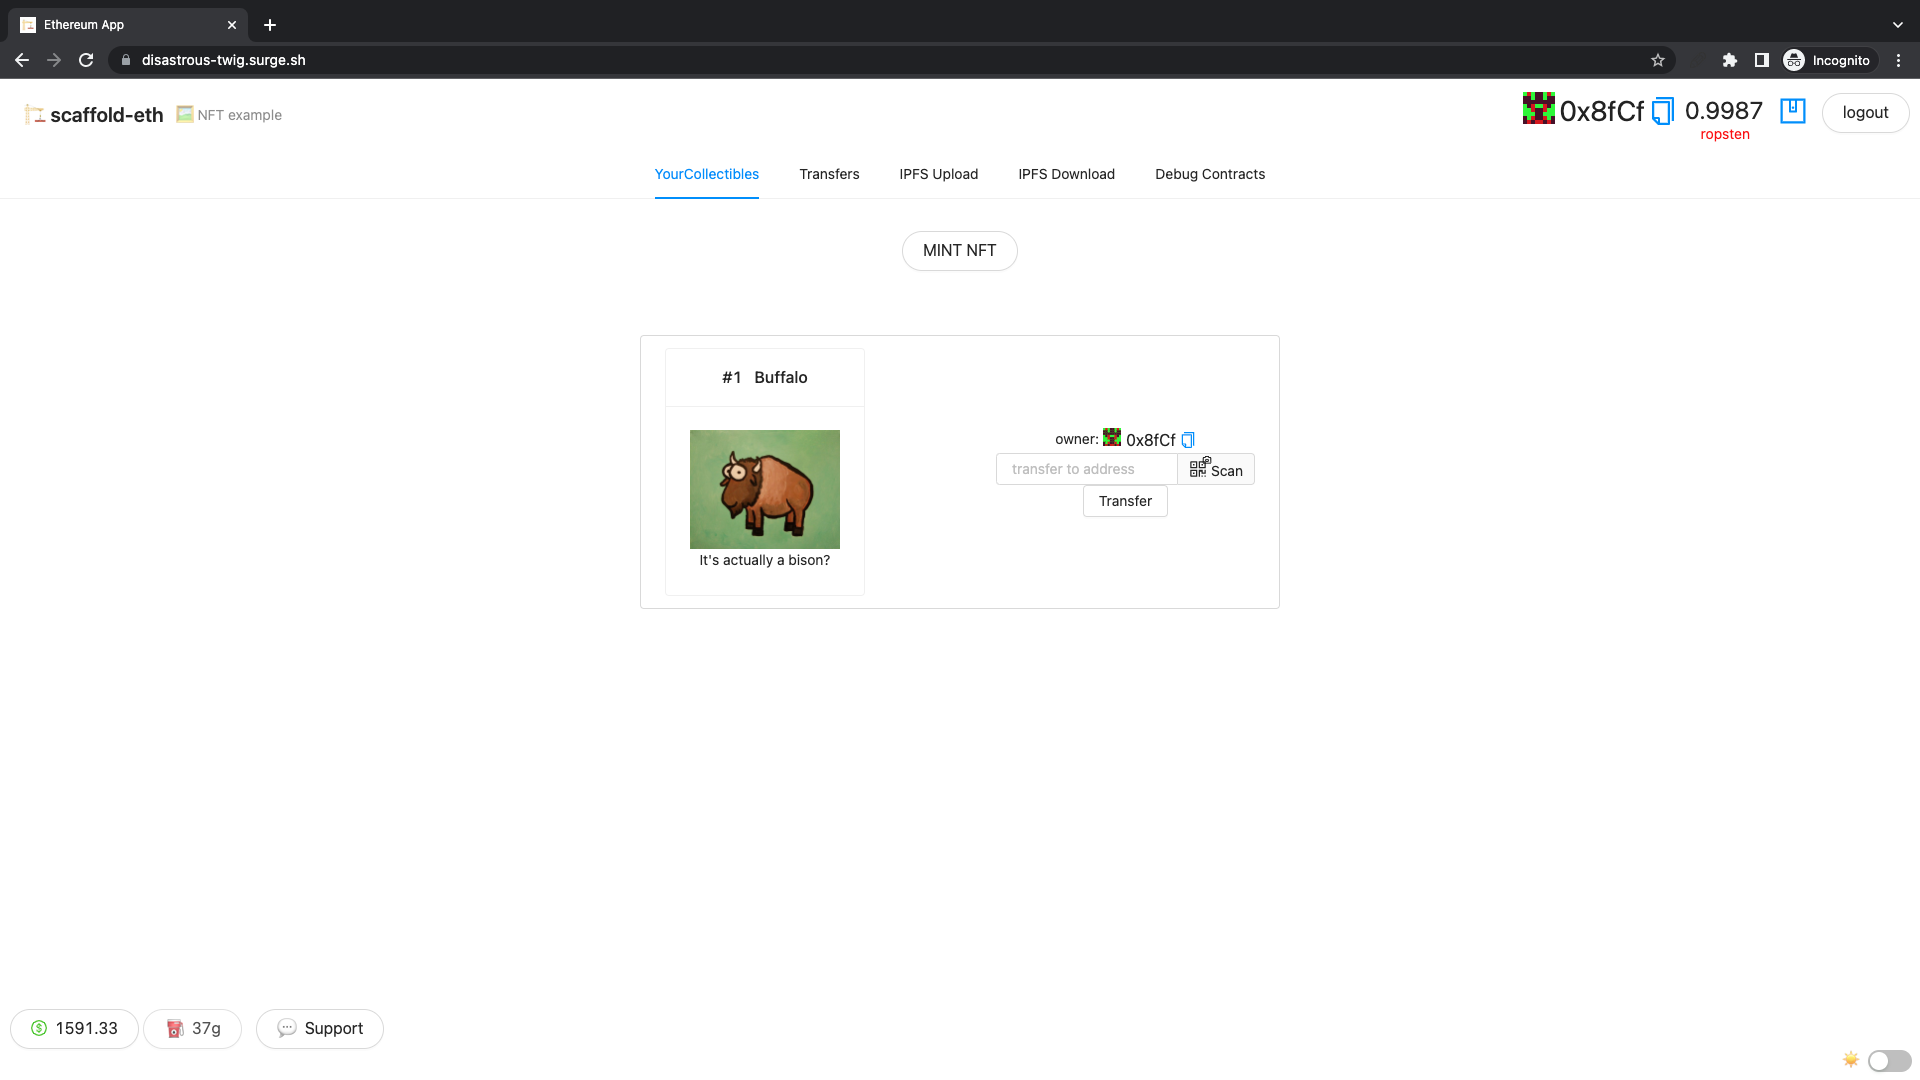 Ethereum App
disastrous-twig.surge.sh
Incognito
scaffold-eth NFT example
0x8fCf 0.9987 logout
ropsten
YourCollectibles Transfers IPFS Upload IPFS Download Debug Contracts
MINT NFT
#1 Buffalo
owner: 0x8fCf
transfer to address Scan
Transfer
It's actually a bison?
1591.33 37g Support